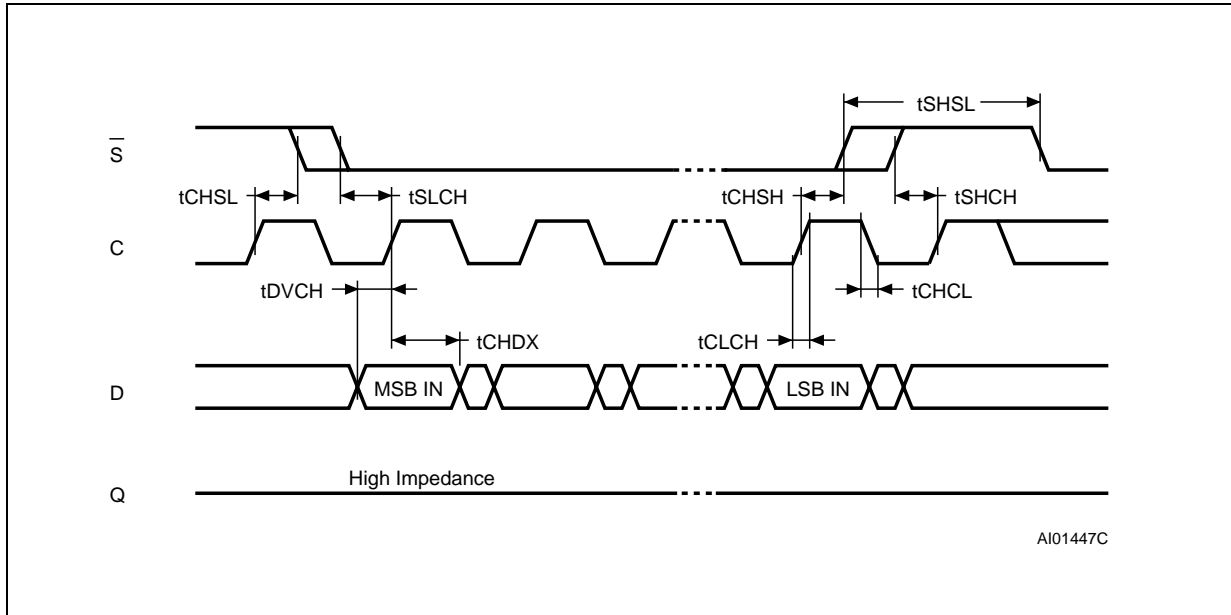 tSHSL
S̅
tCHSL
tSLCH
tCHSH
tSHCH
C
tDVCH
tCHCL
tCHDX
tCLCH
D
MSB IN
LSB IN
High Impedance
Q
AI01447C